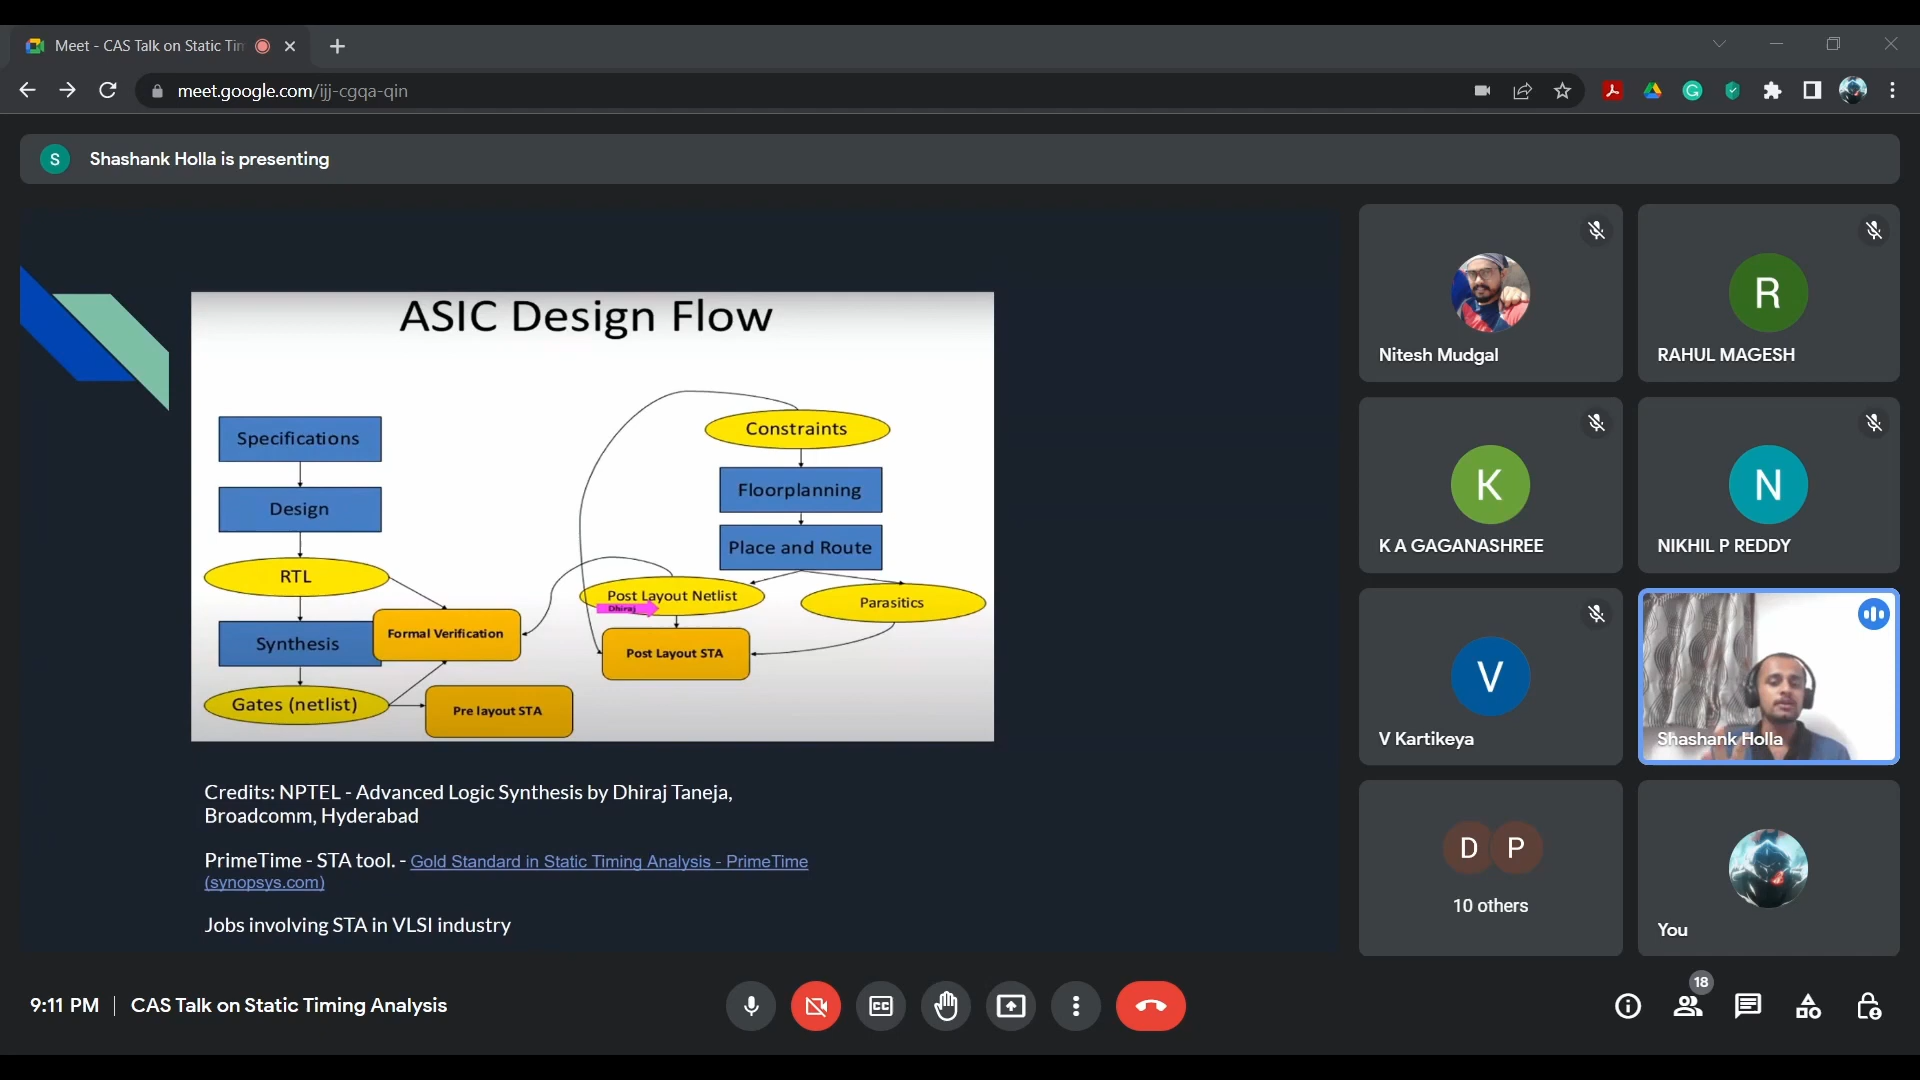 Meet - CAS Talk on Static Tim
meet.google.com/ijj-cgqa-qin
S
Shashank Holla is presenting
ASIC Design Flow
Specifications
Design
RTL
Synthesis
Gates (netlist)
Formal Verification
Pre layout STA
Constraints
Floorplanning
Place and Route
Post Layout Netlist
Dhiraj
Parasitics
Post Layout STA
Credits: NPTEL - Advanced Logic Synthesis by Dhiraj Taneja,
Broadcomm, Hyderabad
PrimeTime - STA tool. - Gold Standard in Static Timing Analysis - PrimeTime
(synopsys.com)
Jobs involving STA in VLSI industry
Nitesh Mudgal
R
RAHUL MAGESH
K
K A GAGANASHREE
N
NIKHIL P REDDY
V
V Kartikeya
Shashank Holla
D P
10 others
You
9:11 PM | CAS Talk on Static Timing Analysis
CC
18